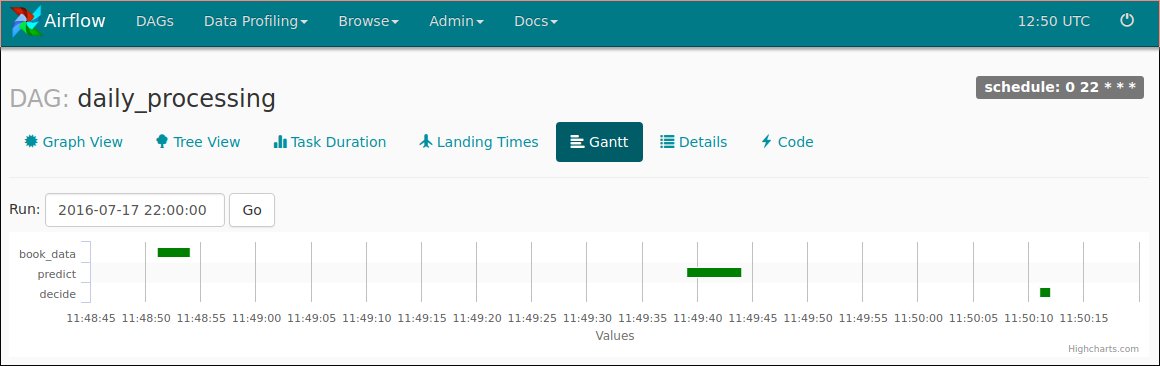 Airflow DAGs Data Profiling Browse Admin Docs 12:50 UTC
DAG: daily_processing
schedule: 0 22 * * *
Graph View Tree View Task Duration Landing Times Gantt Details Code
Run: 2016-07-17 22:00:00 Go
book_data
predict
decide
11:48:45 11:48:50 11:48:55 11:49:00 11:49:05 11:49:10 11:49:15 11:49:20 11:49:25 11:49:30 11:49:35 11:49:40 11:49:45 11:49:50 11:49:55 11:50:00 11:50:05 11:50:10 11:50:15
Values
Highcharts.com